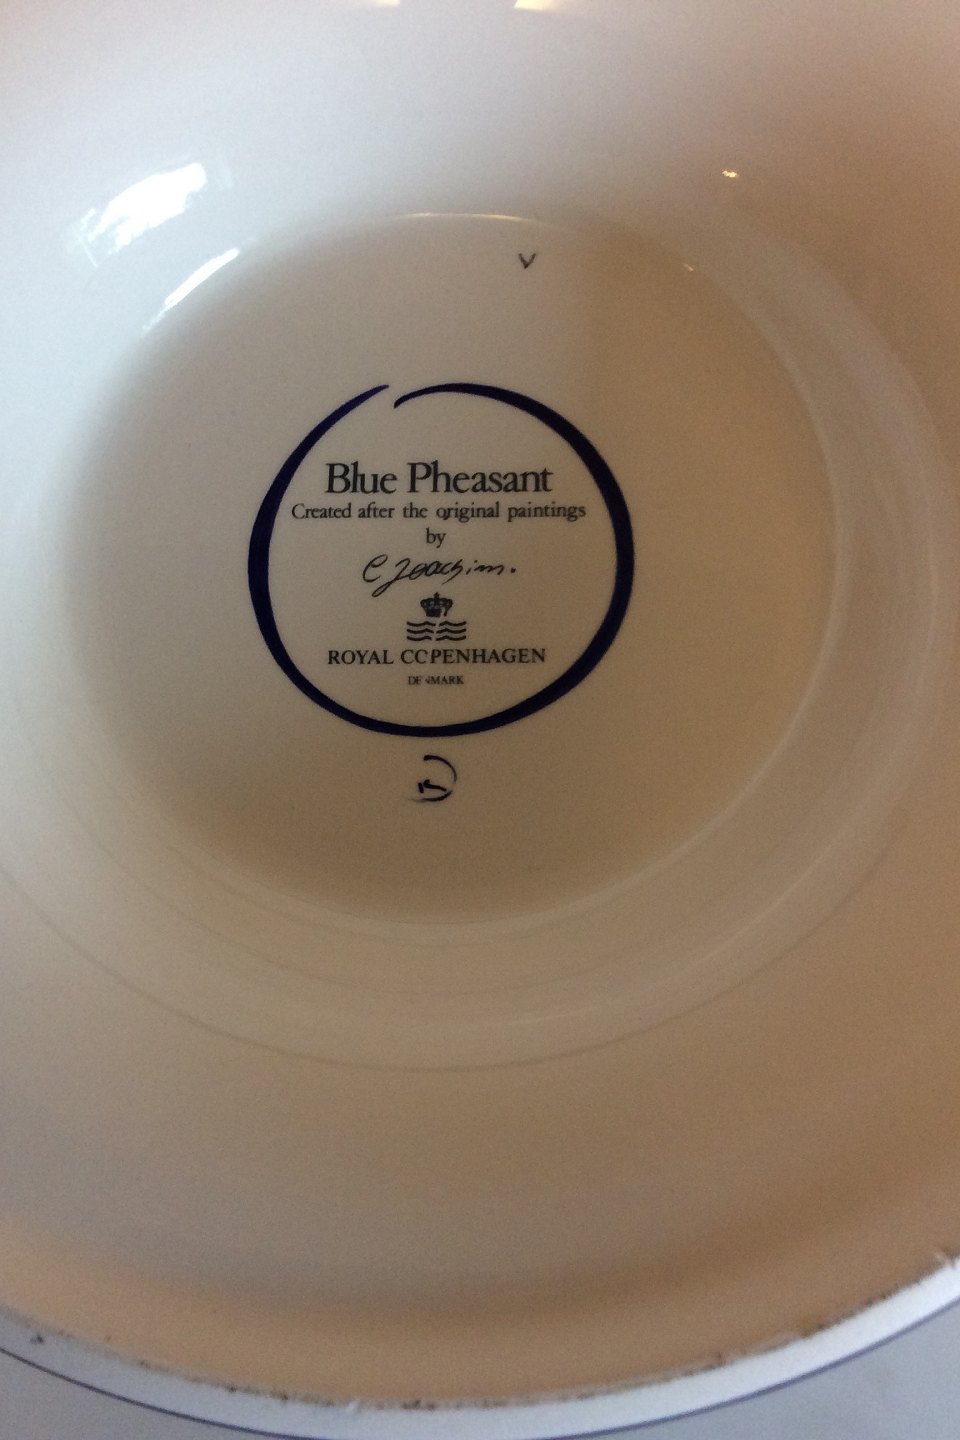 V
Blue Pheasant
Created after the original paintings
by
C Joachim.
ROYAL COPENHAGEN
DENMARK